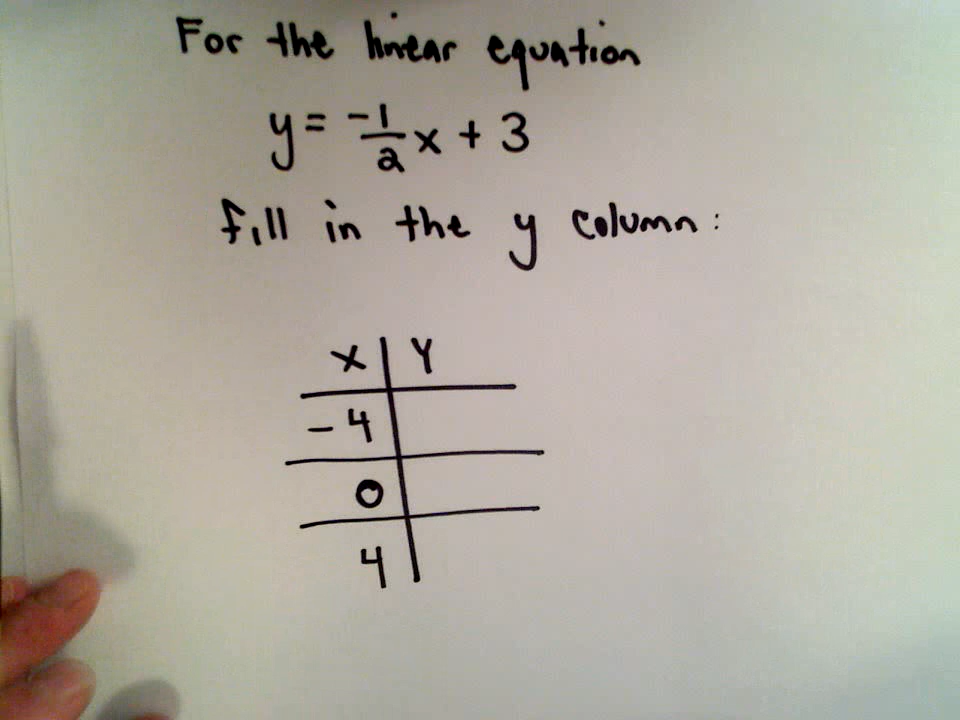 For the linear equation
y = -1/2 x + 3
fill in the y column:
x | Y
-4
0
4